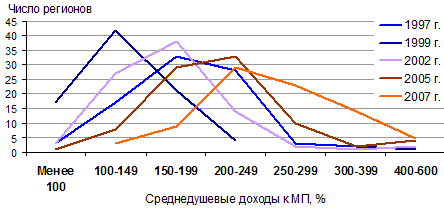 Число регионов
45
40
35
30
25
20
15
10
5
0
1997 г.
1999 г.
2002 г.
2005 г.
2007 г.
Менее 100
100-149
150-199
200-249
250-299
300-399
400-600
Среднедушевые доходы к МП, %